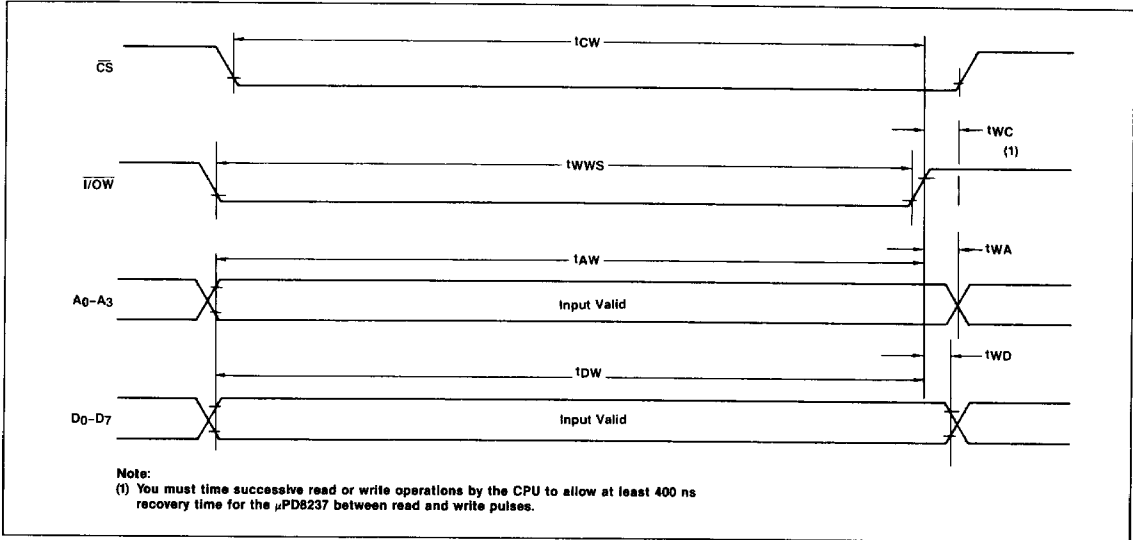 tCW
CS
tWC
(1)
tWWS
I/OW
tWA
tAW
A0-A3
Input Valid
tWD
tDW
D0-D7
Input Valid
Note:
(1) You must time successive read or write operations by the CPU to allow at least 400 ns
recovery time for the μPD8237 between read and write pulses.